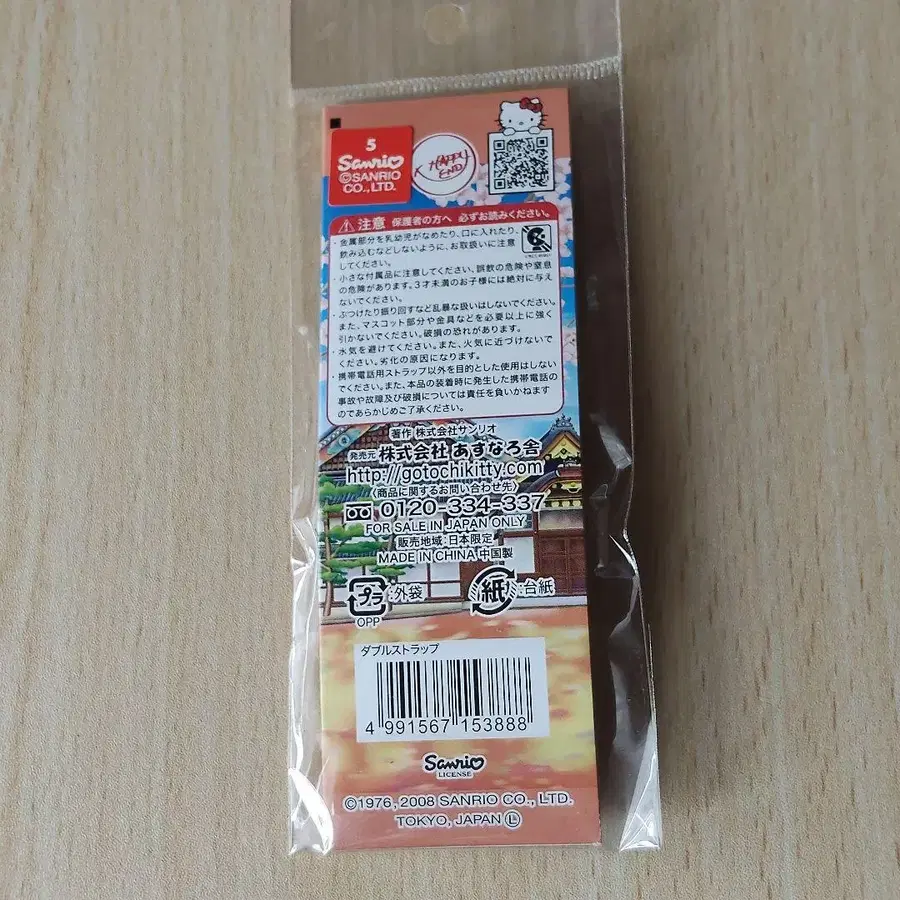 5
Sanrio
©SANRIO
CO.,LTD.
K HAPPY
END
⚠注意 保護者の方へ 必ずお読みください。
・金属部分を乳幼児がなめたり、口に入れたり、
飲み込むなどしないように、お取扱いに注意
してください。
・小さな付属品に注意してください。誤飲の危険や窒息
の危険があります。3才未満のお子様には絶対に与え
ないでください。
・ぶつけたり振り回すなど乱暴な扱いはしないでください。
また、マスコット部分や金具などを必要以上に強く
引かないでください。破損の恐れがあります。
・水気を避けてください。また、火気に近づけないで
ください。劣化の原因になります。
・携帯電話用ストラップ以外を目的とした使用はしない
でください。また、本品の装着時に発生した携帯電話の
事故や故障及び破損については責任を負いかねます
のであらかじめご了承ください。
著作 株式会社サンリオ
発売元 株式会社 あすなろ舎
http://gotochikitty.com
〈商品に関するお問い合わせ先〉
0120-334-337
FOR SALE IN JAPAN ONLY
販売地域:日本限定
MADE IN CHINA 中国製
プラ :外袋 紙 :台紙
OPP
ダブルストラップ
4 991567 153888
Sanrio
LICENSE
©1976, 2008 SANRIO CO., LTD.
TOKYO, JAPAN Ⓛ